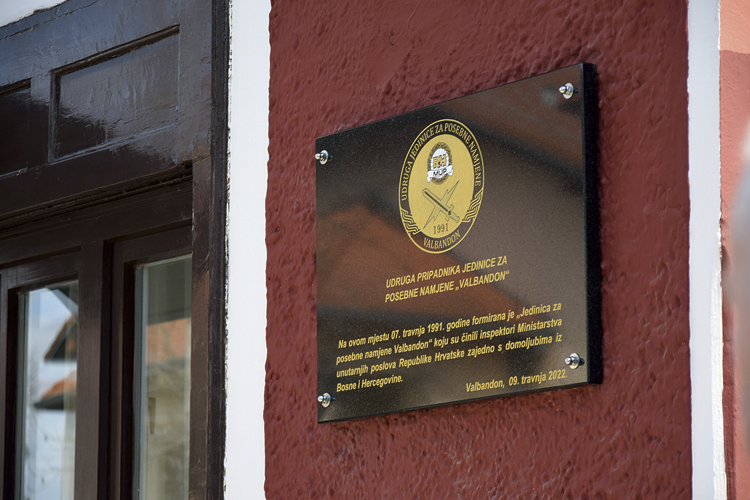 UDRUGA JEDINICE ZA POSEBNE NAMJENE
MUP
1991
VALBANDON
UDRUGA PRIPADNIKA JEDINICE ZA
POSEBNE NAMJENE „VALBANDON“
Na ovom mjestu 07. travnja 1991. godine formirana je „Jedinica za
posebne namjene Valbandon“ koju su činili inspektori Ministarstva
unutarnjih poslova Republike Hrvatske zajedno s domoljubima iz
Bosne i Hercegovine.
Valbandon, 09. travnja 2022.